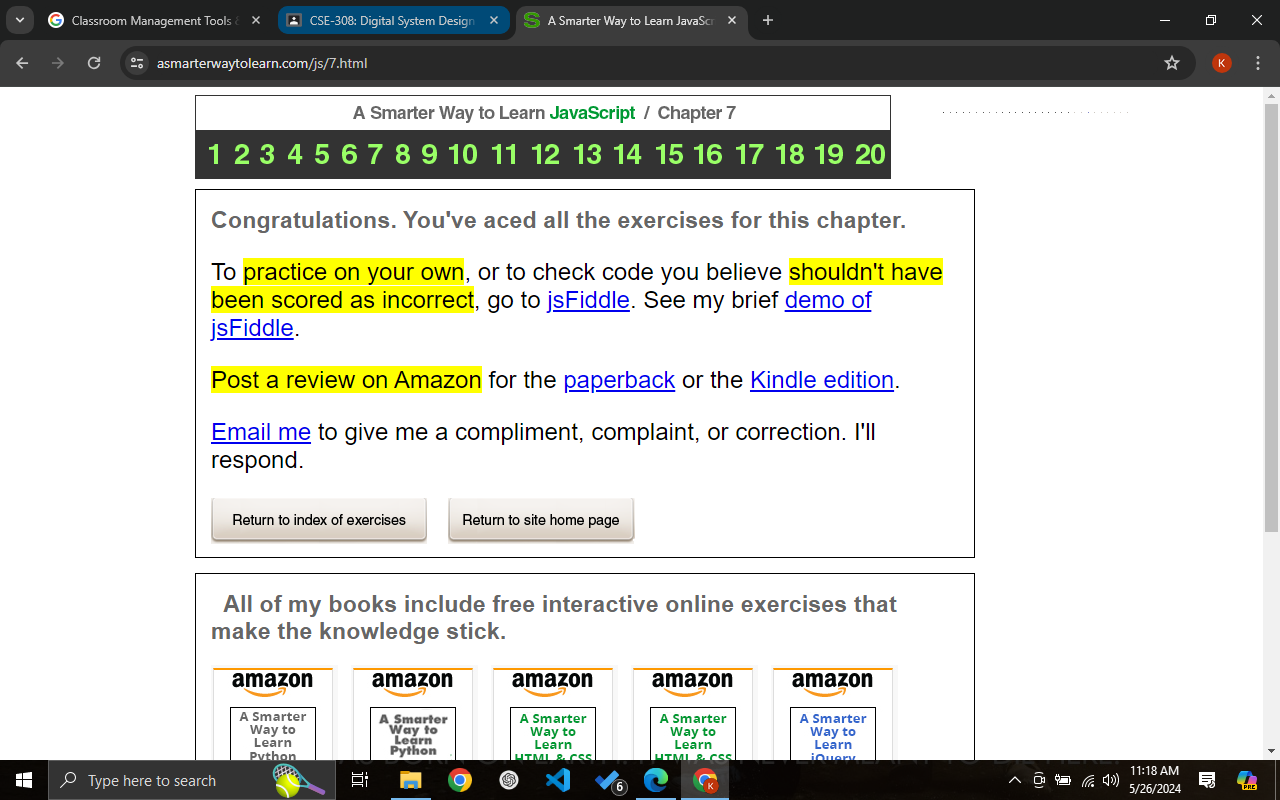 Classroom Management Tools &
CSE-308: Digital System Design
A Smarter Way to Learn JavaScr
asmarterwaytolearn.com/js/7.html
K
A Smarter Way to Learn JavaScript / Chapter 7
1 2 3 4 5 6 7 8 9 10 11 12 13 14 15 16 17 18 19 20
Congratulations. You've aced all the exercises for this chapter.
To practice on your own, or to check code you believe shouldn't have
been scored as incorrect, go to jsFiddle. See my brief demo of
jsFiddle.
Post a review on Amazon for the paperback or the Kindle edition.
Email me to give me a compliment, complaint, or correction. I'll
respond.
Return to index of exercises Return to site home page
All of my books include free interactive online exercises that
make the knowledge stick.
amazon amazon amazon amazon amazon
A Smarter A Smarter A Smarter A Smarter A Smarter
Way to Way to Way to Way to Way to
Learn Learn Learn Learn Learn
Python Python HTML & CSS HTML & CSS jQuery
Type here to search
6
K
11:18 AM
5/26/2024
PRE